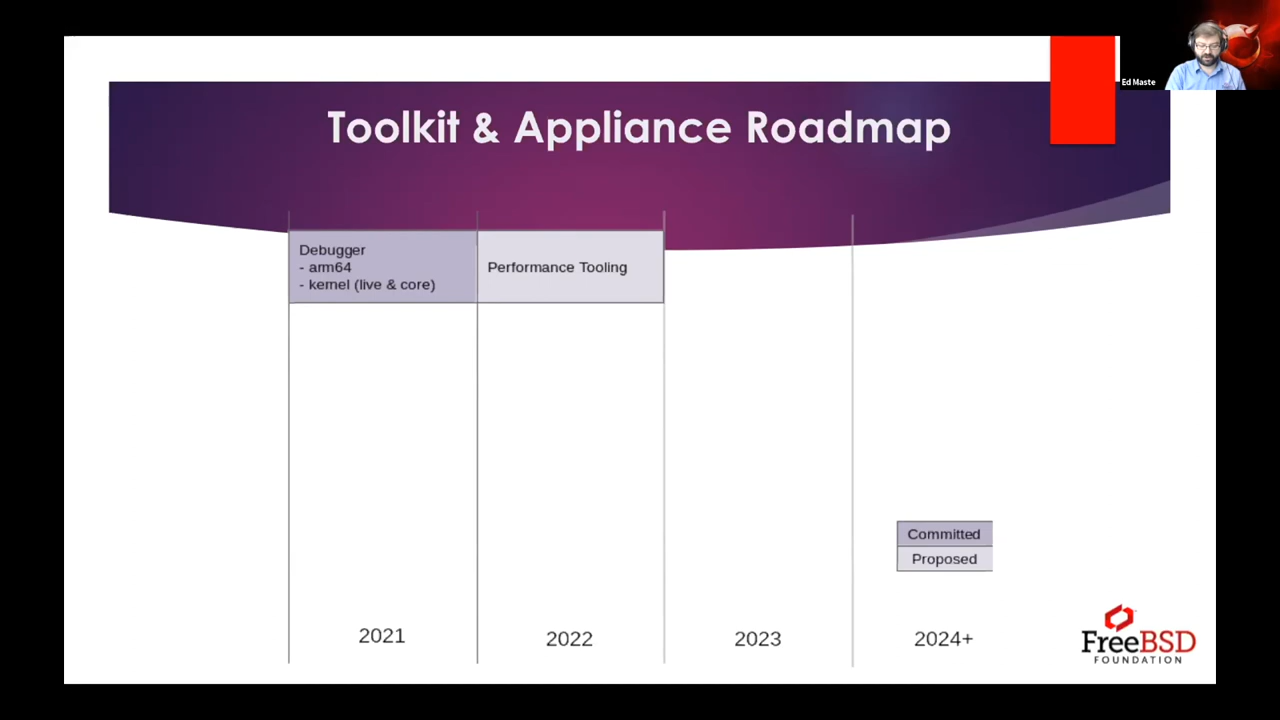 Ed Maste
Toolkit & Appliance Roadmap
Debugger
- arm64
- kernel (live & core)
Performance Tooling
Committed
Proposed
2021
2022
2023
2024+
FreeBSD
FOUNDATION